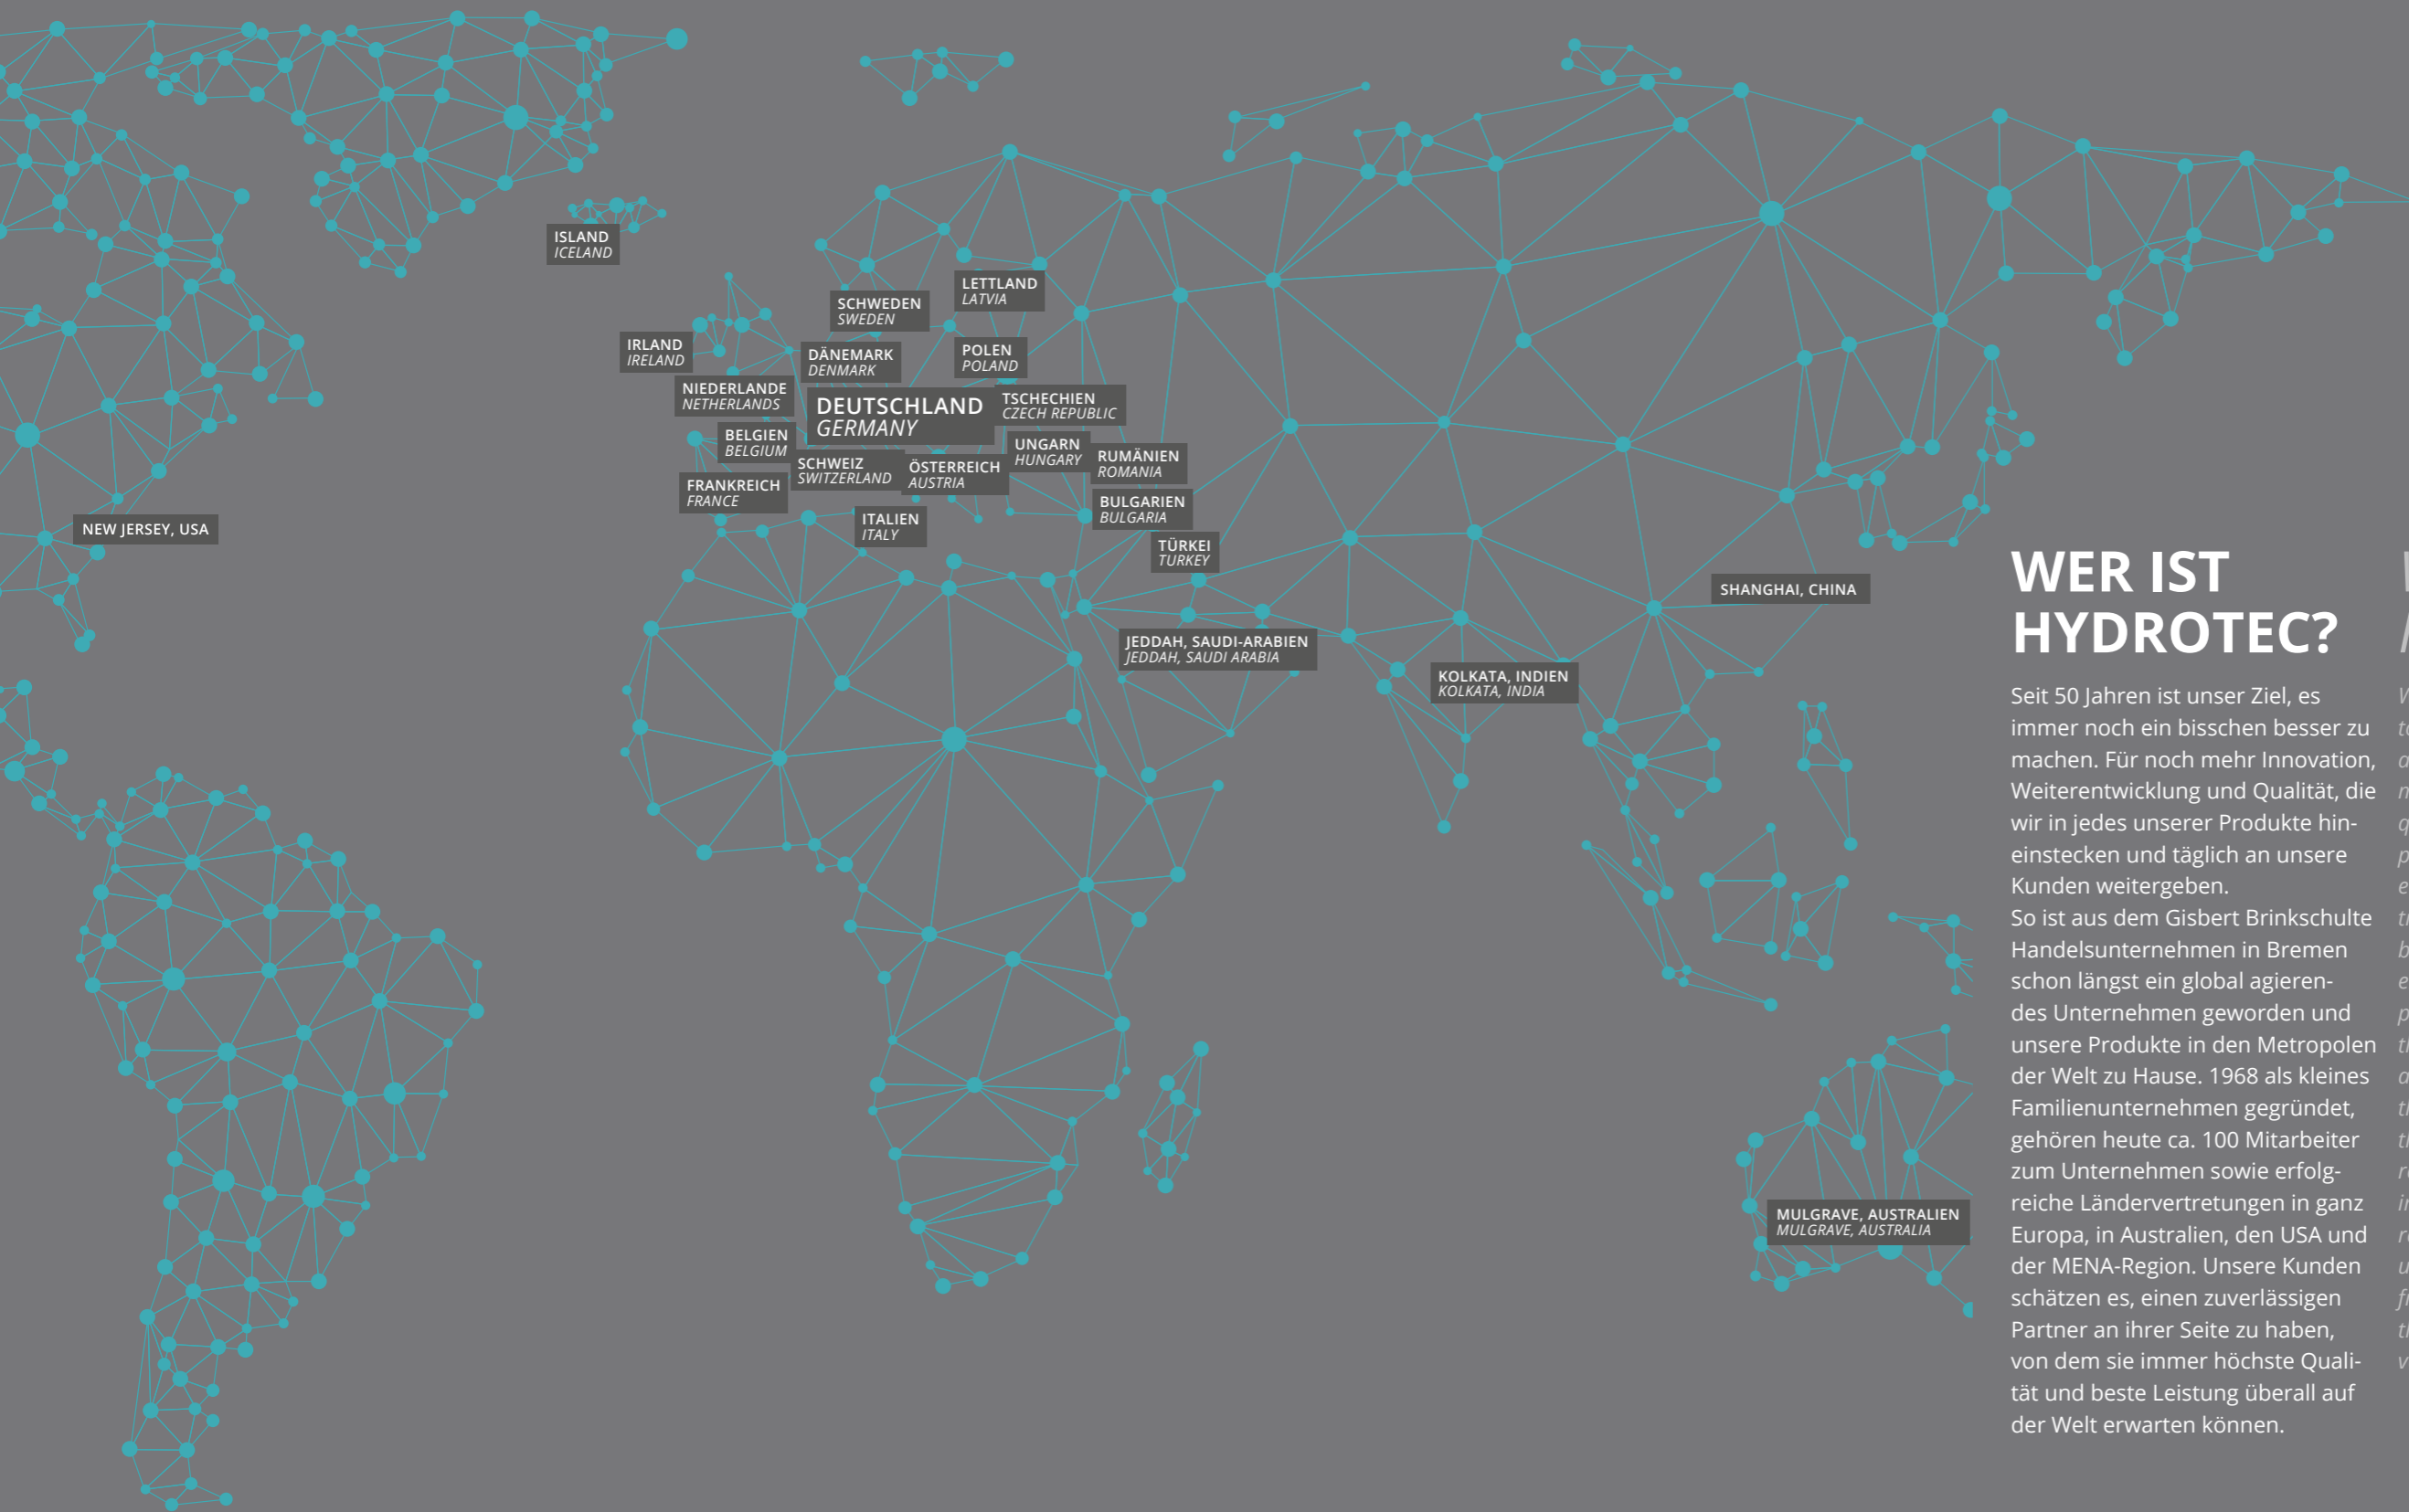 ISLAND
ICELAND
LETTLAND
LATVIA
SCHWEDEN
SWEDEN
IRLAND
IRELAND
DÄNEMARK
DENMARK
POLEN
POLAND
NIEDERLANDE
NETHERLANDS
DEUTSCHLAND
GERMANY
TSCHECHIEN
CZECH REPUBLIC
BELGIEN
BELGIUM
UNGARN
HUNGARY
RUMÄNIEN
ROMANIA
SCHWEIZ
SWITZERLAND
ÖSTERREICH
AUSTRIA
FRANKREICH
FRANCE
BULGARIEN
BULGARIA
ITALIEN
ITALY
NEW JERSEY, USA
TÜRKEI
TURKEY
SHANGHAI, CHINA
JEDDAH, SAUDI-ARABIEN
JEDDAH, SAUDI ARABIA
KOLKATA, INDIEN
KOLKATA, INDIA
MULGRAVE, AUSTRALIEN
MULGRAVE, AUSTRALIA
WER IST
HYDROTEC?
Seit 50 Jahren ist unser Ziel, es
immer noch ein bisschen besser zu
machen. Für noch mehr Innovation,
Weiterentwicklung und Qualität, die
wir in jedes unserer Produkte hin-
einstecken und täglich an unsere
Kunden weitergeben.
So ist aus dem Gisbert Brinkschulte
Handelsunternehmen in Bremen
schon längst ein global agieren-
des Unternehmen geworden und
unsere Produkte in den Metropolen
der Welt zu Hause. 1968 als kleines
Familienunternehmen gegründet,
gehören heute ca. 100 Mitarbeiter
zum Unternehmen sowie erfolg-
reiche Ländervertretungen in ganz
Europa, in Australien, den USA und
der MENA-Region. Unsere Kunden
schätzen es, einen zuverlässigen
Partner an ihrer Seite zu haben,
von dem sie immer höchste Quali-
tät und beste Leistung überall auf
der Welt erwarten können.